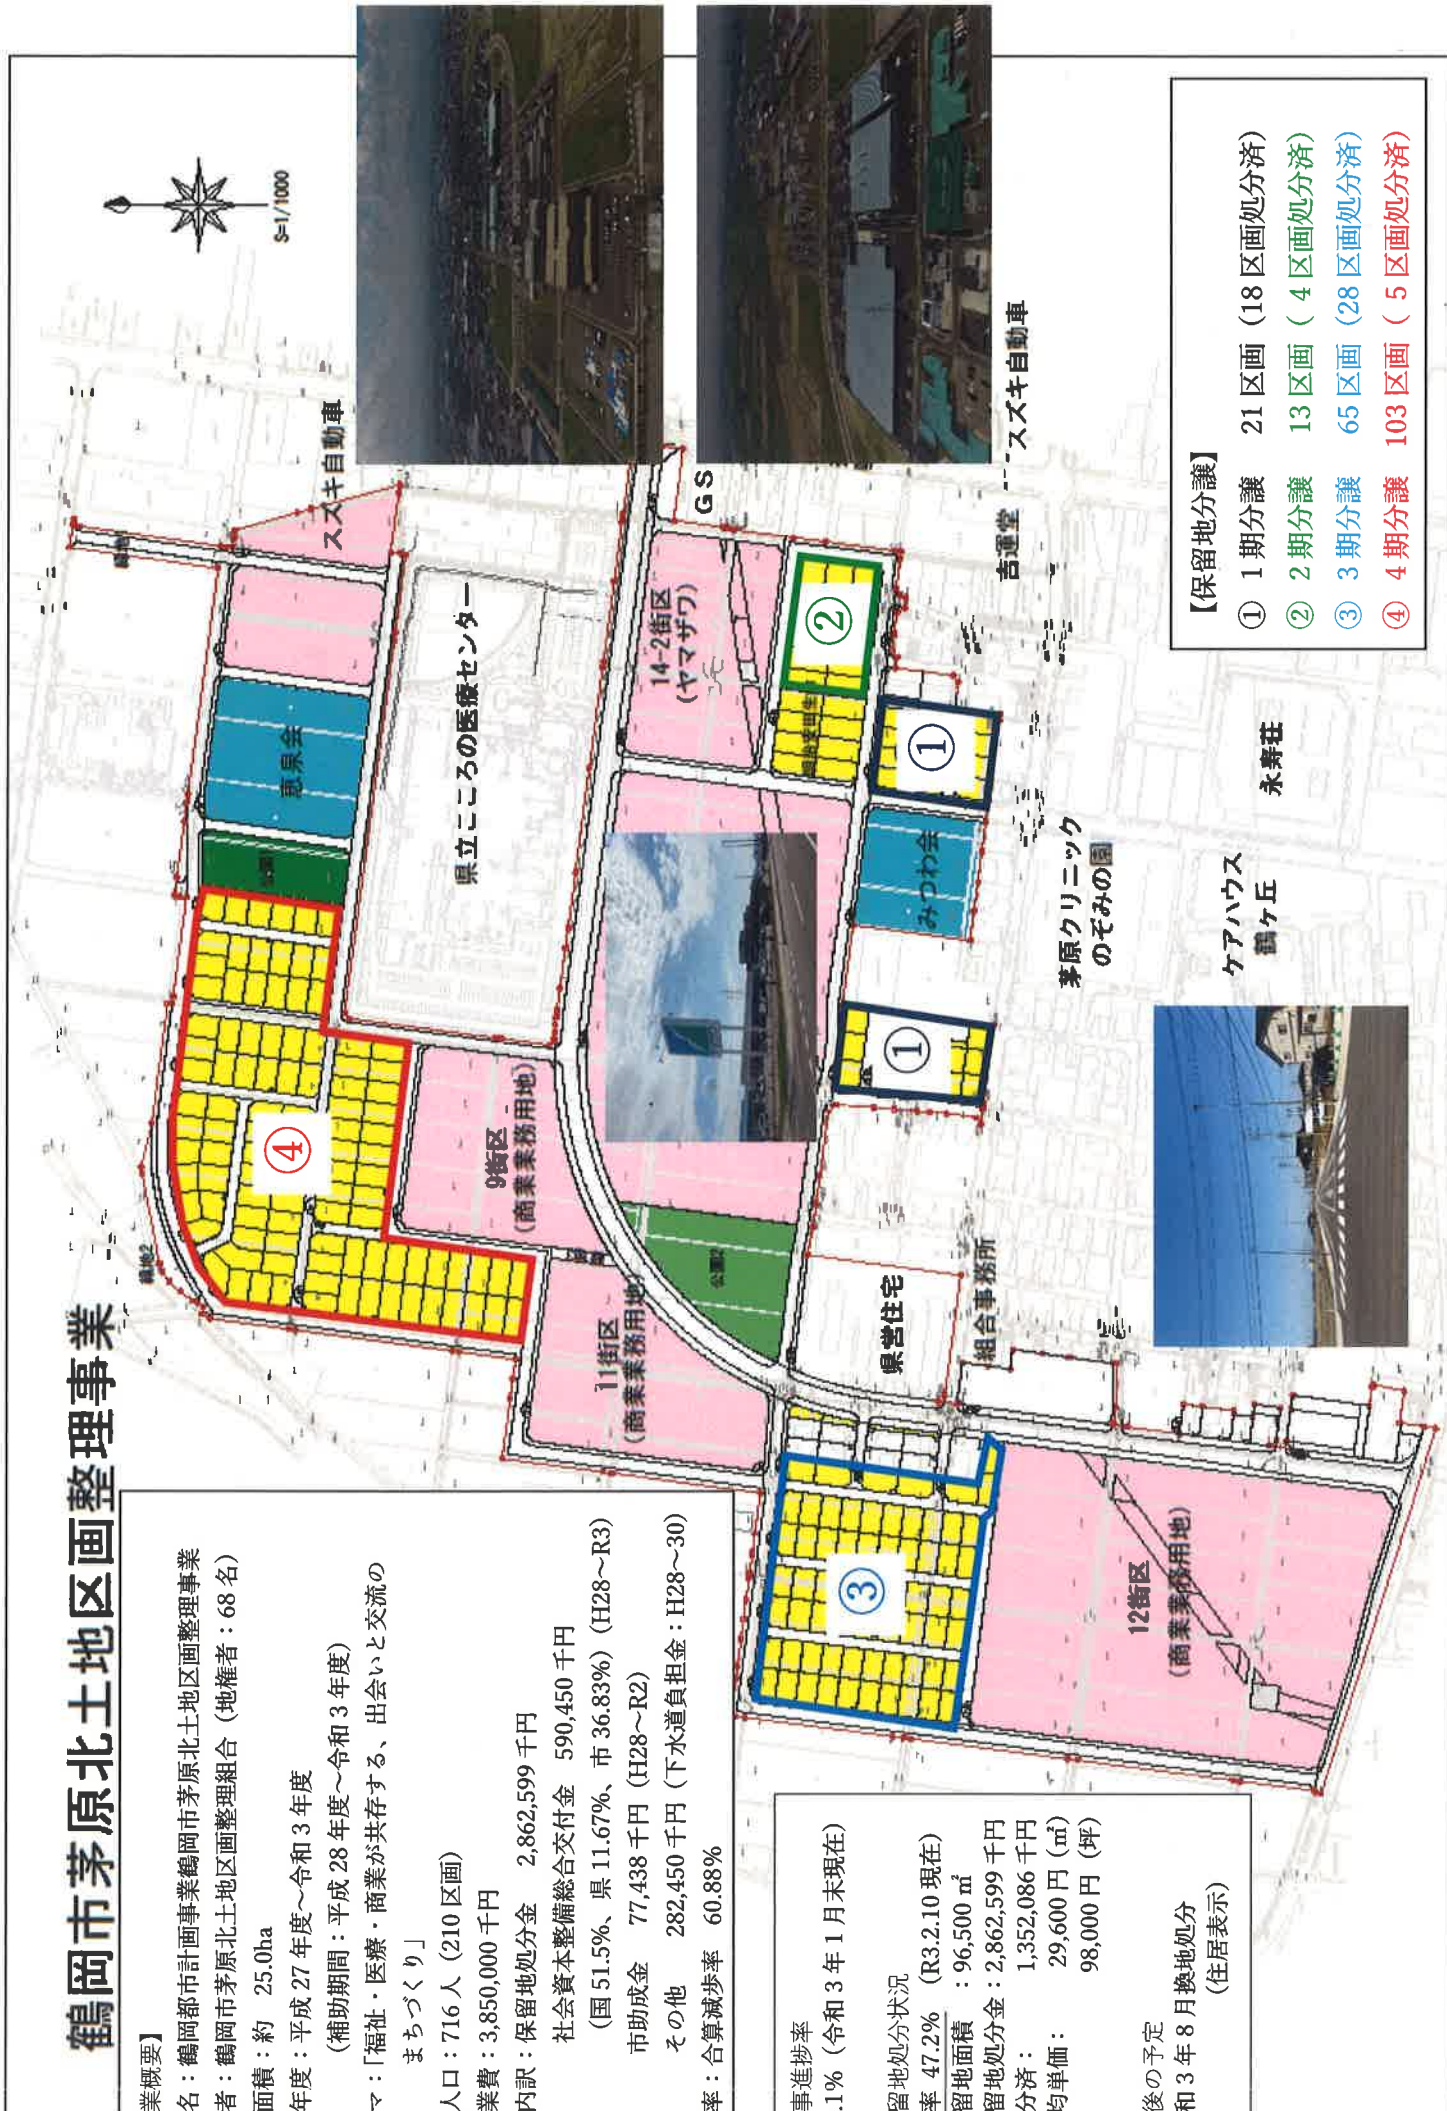 鶴岡市茅原北土地区画整理事業
業概要】
名：鶴岡都市計画事業鶴岡市茅原北土地区画整理事業
者：鶴岡市茅原北土地区画整理組合（地権者：68名）
面積：約 25.0ha
年度：平成27年度～令和3年度
（補助期間：平成28年度～令和3年度）
マ：「福祉・医療・商業が共存する、出会いと交流の
まちづくり」
人口：716人（210区画）
業費：3,850,000千円
内訳：保留地処分金 2,862,599千円
社会資本整備総合交付金 590,450千円
（国51.5%、県11.67%、市36.83%）(H28～R3)
市助成金 77,438千円（H28～R2）
その他 282,450千円（下水道負担金：H28～30）
率：合算減歩率 60.88%
事進捗率
.1%（令和3年1月末現在）
留地処分状況
率 47.2%（R3.2.10現在）
留地面積：96,500㎡
留地処分金：2,862,599千円
分済：1,352,086千円
均単価：29,600円（㎡）
98,000円（坪）
後の予定
和3年8月換地処分
（住居表示）
S=1/1000
スズキ自動車
緑地2
恵泉会
公園
県立こころの医療センター
④
9街区
（商業業務用地）
11街区
（商業業務用地）
公園2
14-2街区
（ヤマザワ）
GS
②
①
みつわ会
①
スズキ自動車
吉運堂
永寿荘
茅原クリニック
のぞみの園
ケアハウス
鶴ヶ丘
県営住宅
組合事務所
③
12街区
（商業業務用地）
【保留地分譲】
① 1期分譲 21区画（18区画処分済）
② 2期分譲 13区画（ 4区画処分済）
③ 3期分譲 65区画（28区画処分済）
④ 4期分譲 103区画（ 5区画処分済）